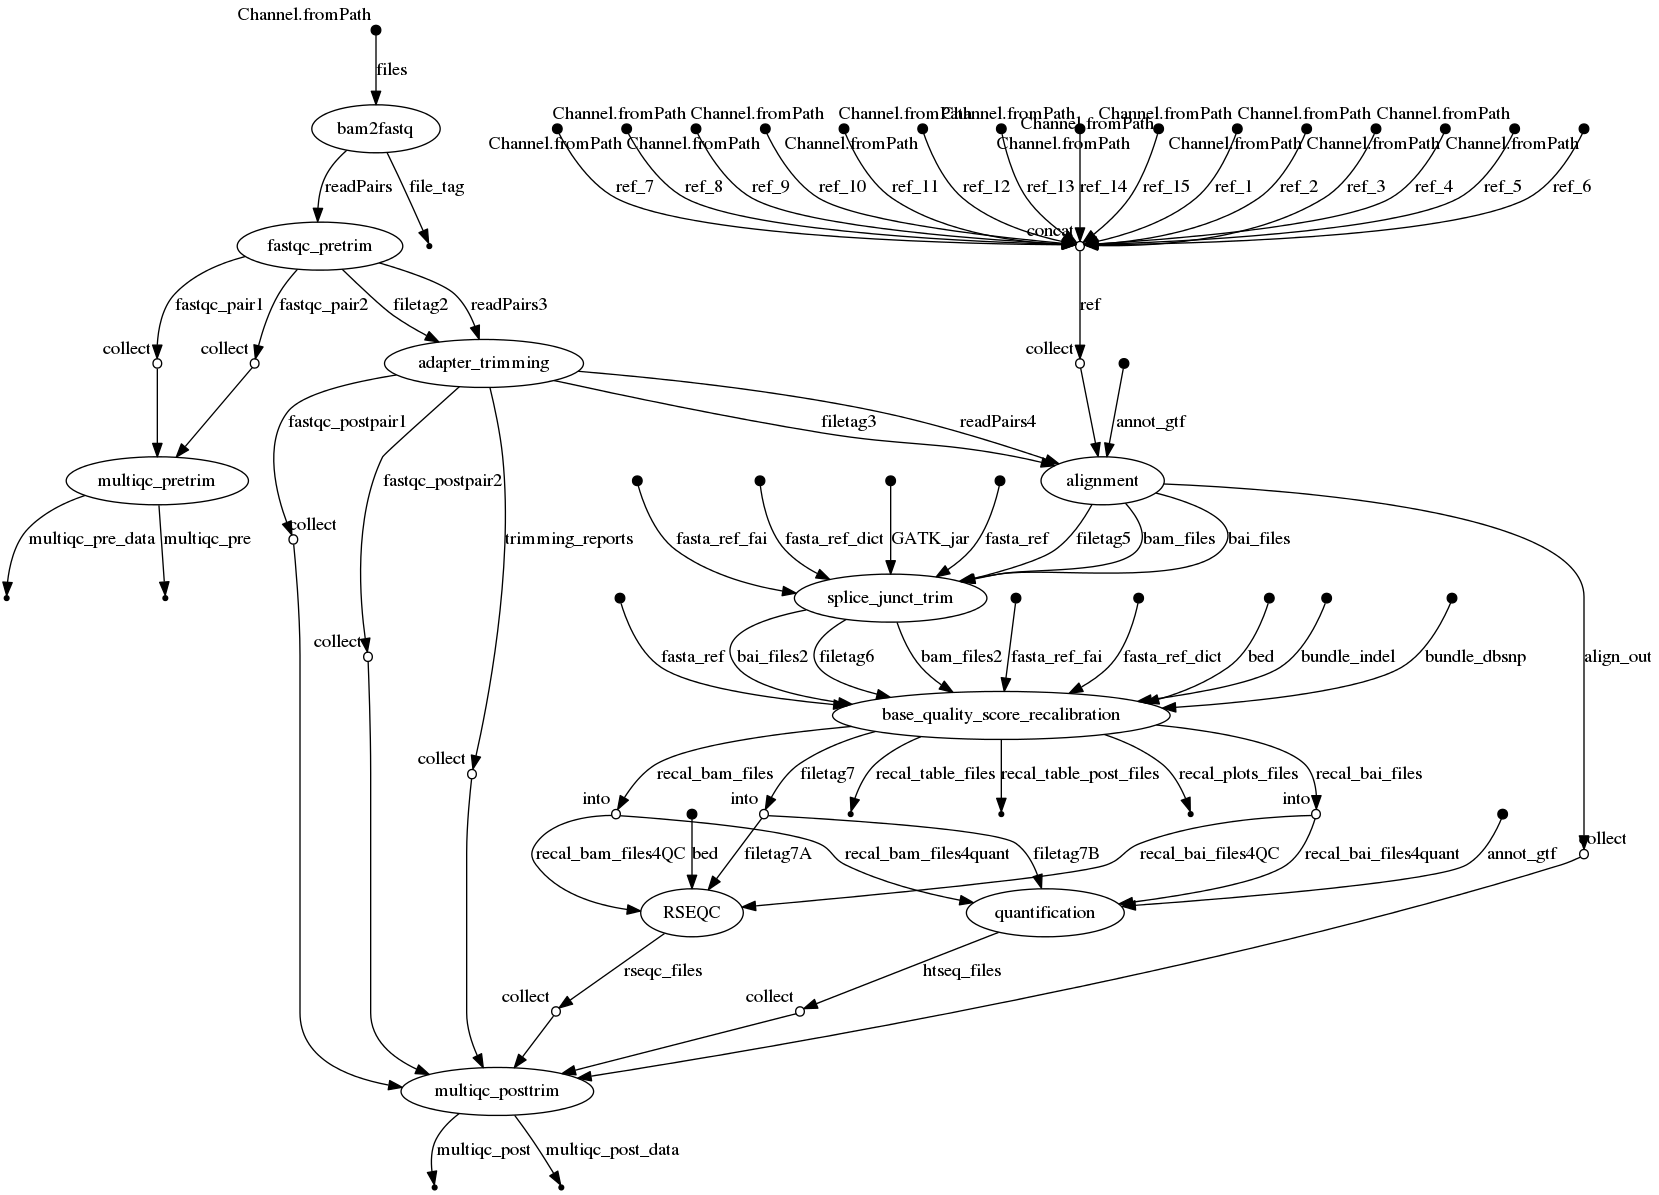 Channel.fromPath
files
bam2fastq
Channel.fromPath Channel.fromPath Channel.fromPath Channel.fromPath Channel.fromPath Channel.fromPath Channel.fromPath
Channel.fromPath
Channel.fromPath Channel.fromPath Channel.fromPath Channel.fromPath Channel.fromPath Channel.fromPath Channel.fromPath
readPairs file_tag ref_7 ref_8 ref_9 ref_10 ref_11 ref_12 ref_13 ref_14 ref_15 ref_1 ref_2 ref_3 ref_4 ref_5 ref_6
concat
fastqc_pretrim
fastqc_pair1 fastqc_pair2 filetag2 readPairs3 ref
collect collect collect
adapter_trimming
fastqc_postpair1 filetag3 readPairs4 annot_gtf
multiqc_pretrim fastqc_postpair2 alignment
collect
multiqc_pre_data multiqc_pre trimming_reports fasta_ref_fai fasta_ref_dict GATK_jar fasta_ref filetag5 bam_files bai_files
splice_junct_trim
collect
fasta_ref bai_files2 filetag6 bam_files2 fasta_ref_fai fasta_ref_dict bed bundle_indel bundle_dbsnp align_out
base_quality_score_recalibration
collect
recal_bam_files filetag7 recal_table_files recal_table_post_files recal_plots_files recal_bai_files
into into into
collect
recal_bam_files4QC bed filetag7A recal_bam_files4quant filetag7B recal_bai_files4QC recal_bai_files4quant annot_gtf
RSEQC quantification
rseqc_files htseq_files
collect collect
multiqc_posttrim
multiqc_post multiqc_post_data